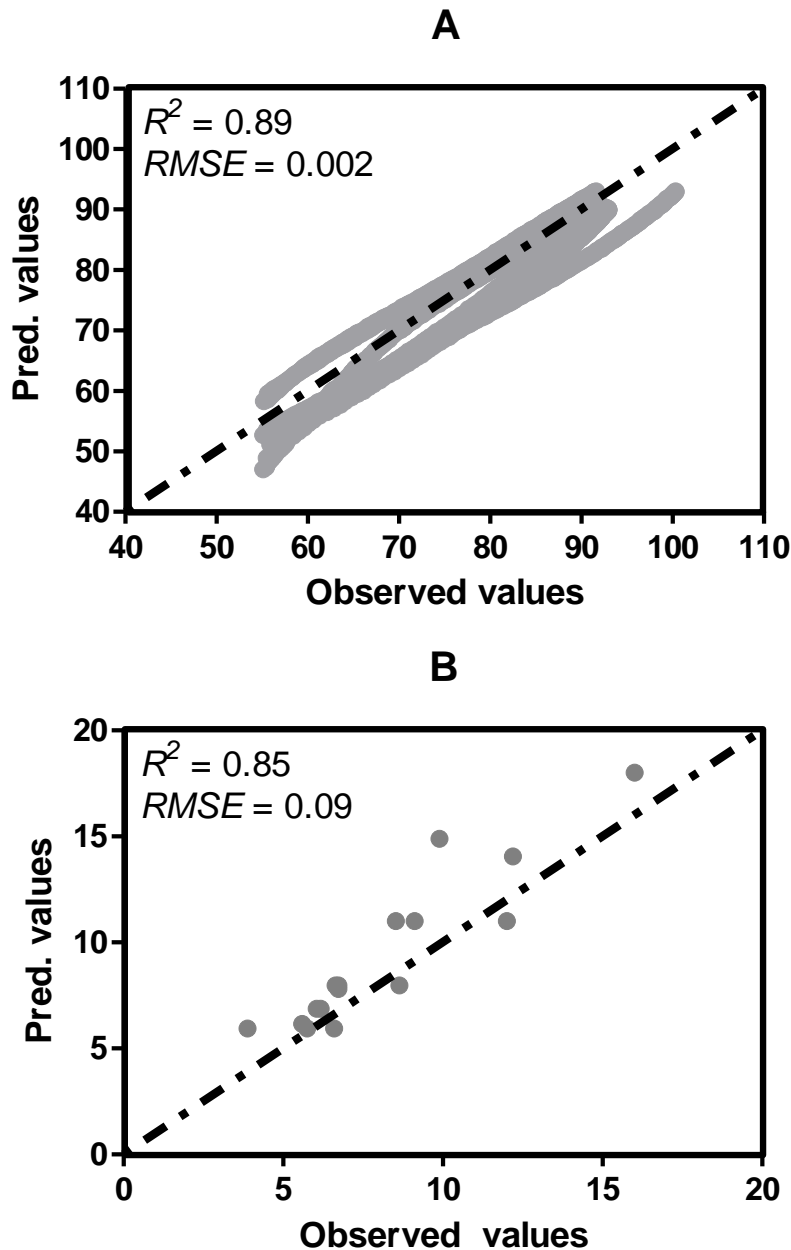 A
R² = 0.89
RMSE = 0.002
110
100
90
80
70
60
50
40
Pred. values
40 50 60 70 80 90 100 110
Observed values
B
R² = 0.85
RMSE = 0.09
20
15
10
5
0
Pred. values
0 5 10 15 20
Observed values